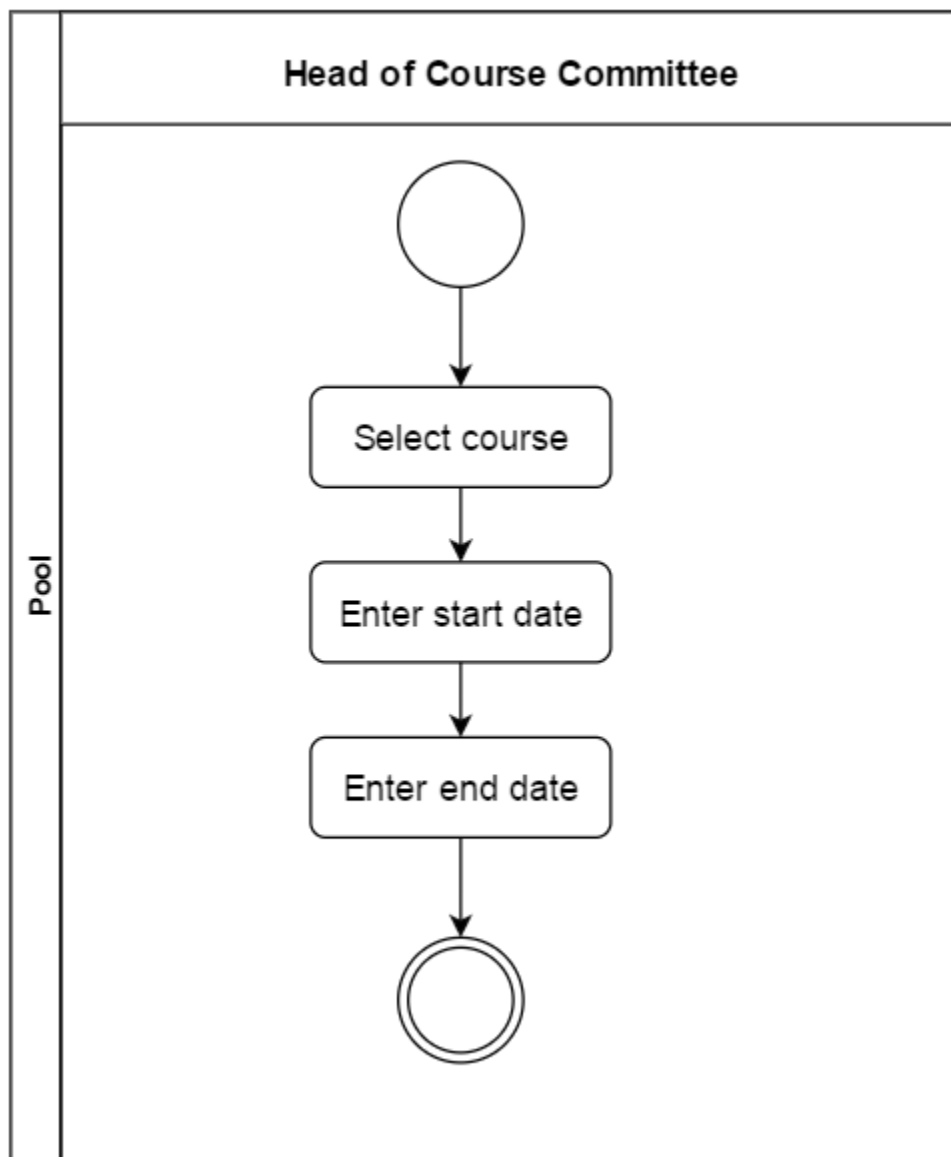 Head of Course Committee
Select course
Enter start date
Pool
Enter end date